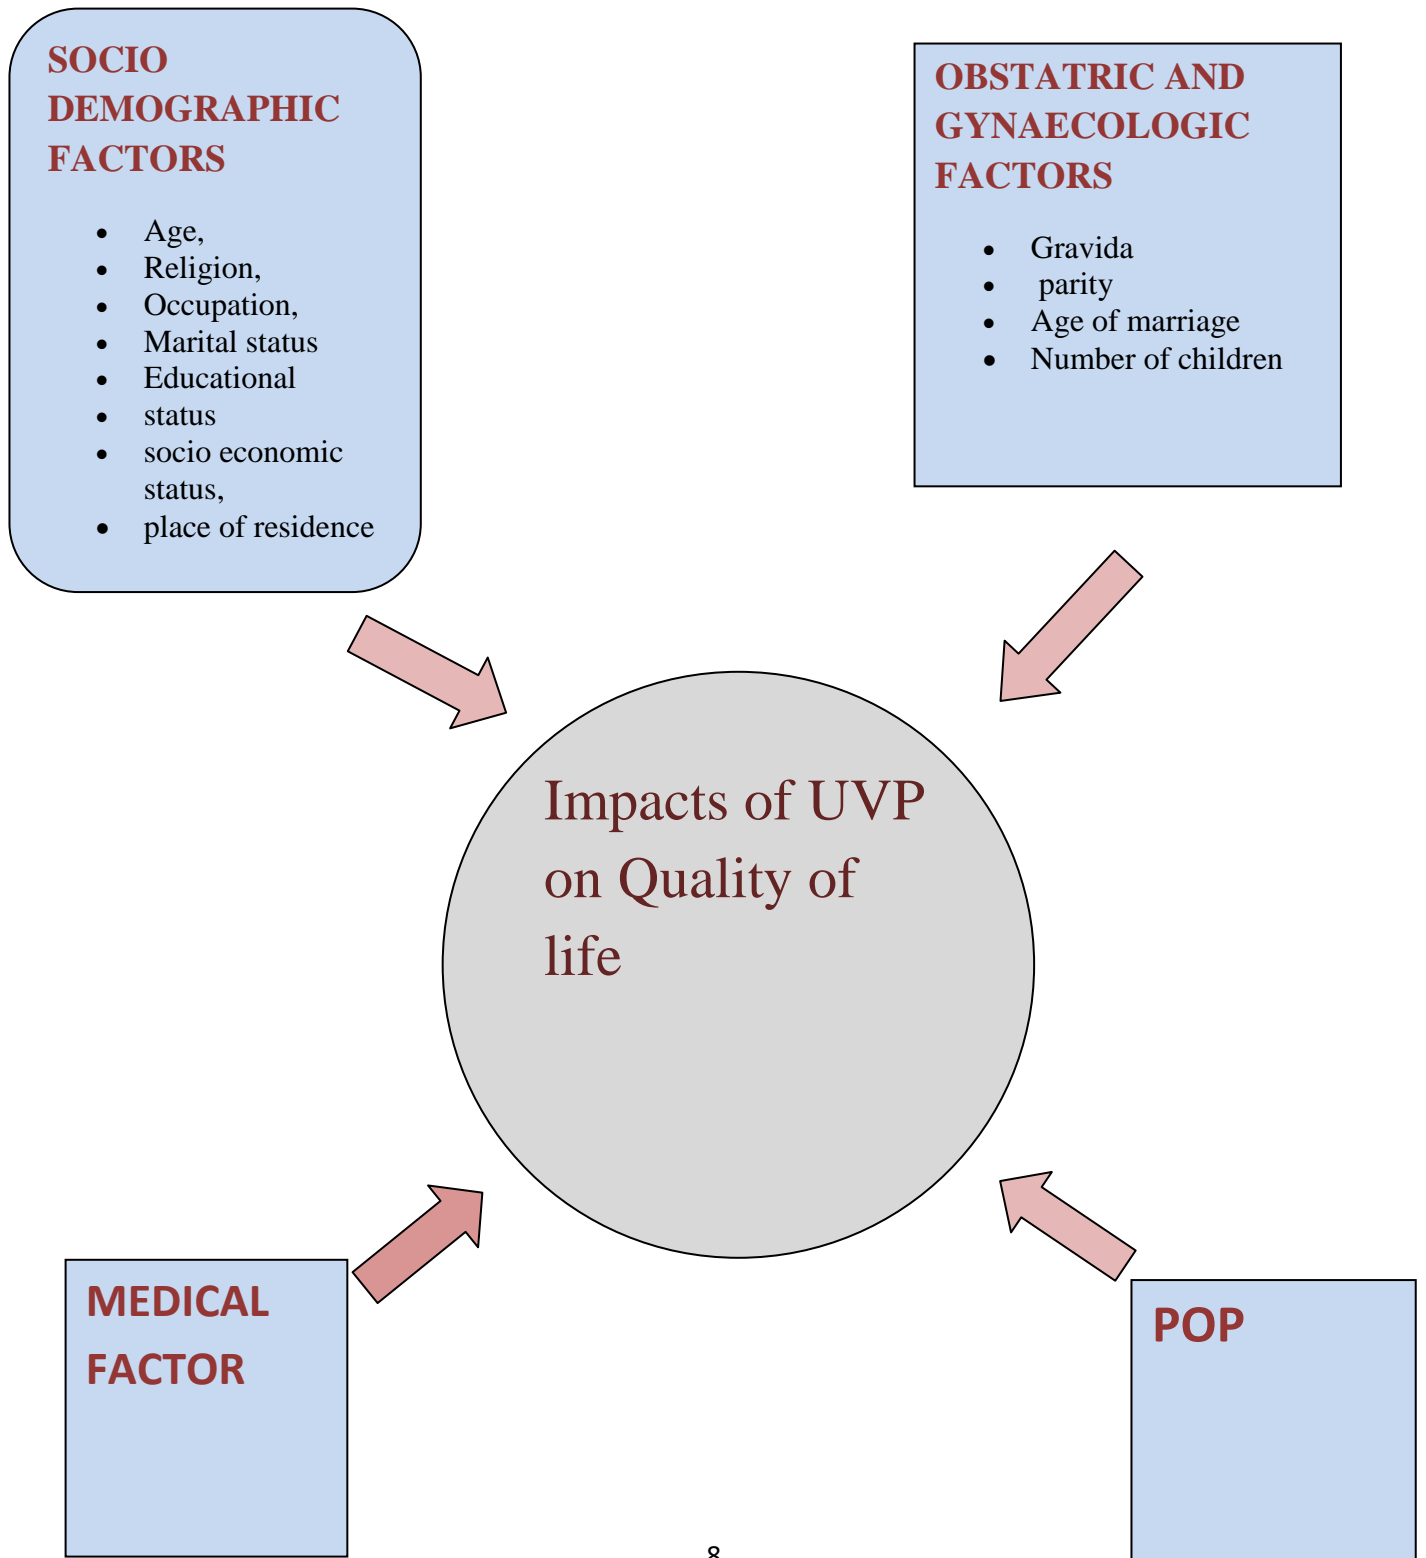 SOCIO
DEMOGRAPHIC
FACTORS
• Age,
• Religion,
• Occupation,
• Marital status
• Educational
• status
• socio economic
status,
• place of residence
OBSTATRIC AND
GYNAECOLOGIC
FACTORS
• Gravida
• parity
• Age of marriage
• Number of children
Impacts of UVP
on Quality of
life
MEDICAL
FACTOR
POP
8